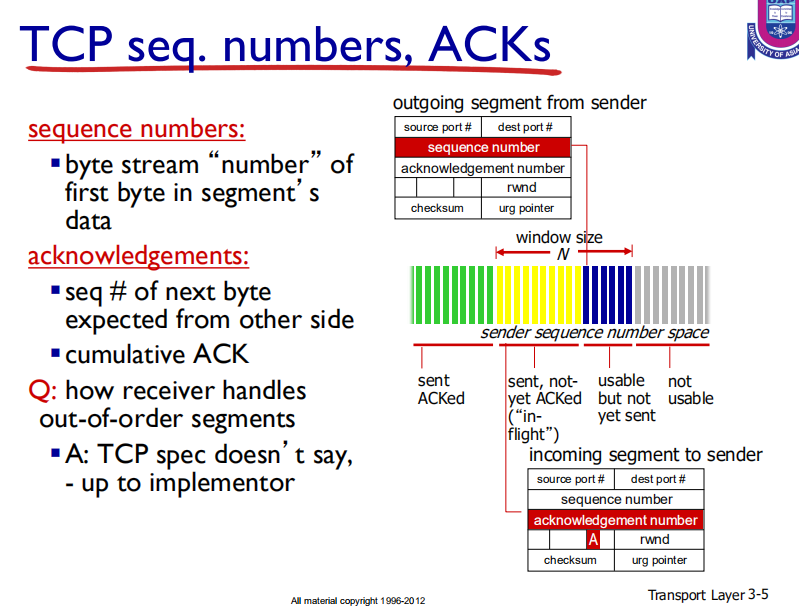 TCP seq. numbers, ACKs
UNIVERSITY OF ASIA
sequence numbers:
byte stream “number” of
first byte in segment’s
data
acknowledgements:
seq # of next byte
expected from other side
cumulative ACK
Q: how receiver handles
out-of-order segments
A: TCP spec doesn’t say,
- up to implementor
outgoing segment from sender
source port # dest port #
sequence number
acknowledgement number
rwnd
checksum urg pointer
window size
N
sender sequence number space
sent
ACKed
sent, not-
yet ACKed
(“in-
flight”)
usable
but not
yet sent
not
usable
incoming segment to sender
source port # dest port #
sequence number
acknowledgement number
A rwnd
checksum urg pointer
All material copyright 1996-2012
Transport Layer 3-5